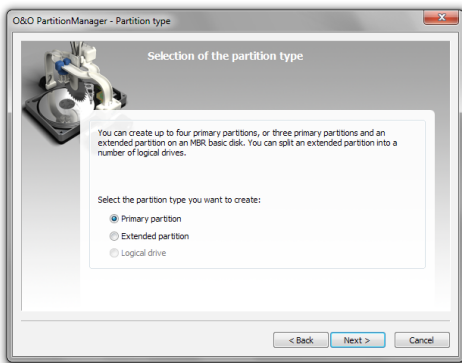 O&O PartitionManager - Partition type
Selection of the partition type
You can create up to four primary partitions, or three primary partitions and an
extended partition on an MBR basic disk. You can split an extended partition into a
number of logical drives.
Select the partition type you want to create:
Primary partition
Extended partition
Logical drive
< Back Next > Cancel